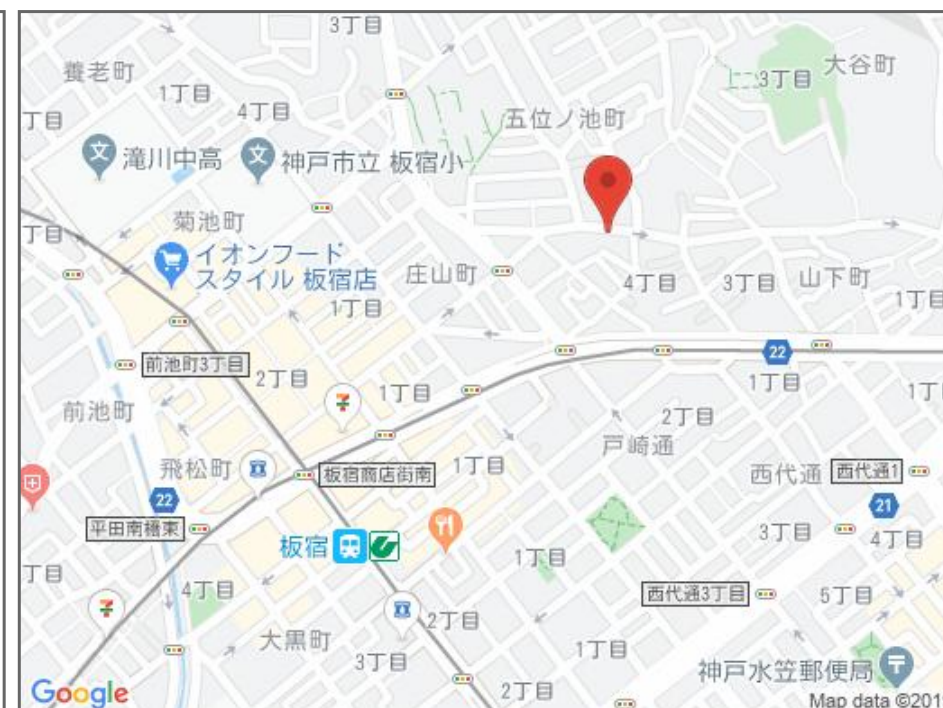 3丁目
養老町
1丁目
4丁目
丁目
滝川中高
神戸市立 板宿小
五位ノ池町
3丁目
大谷町
菊池町
丁目
イオンフード
スタイル 板宿店
庄山町
1丁目
4丁目
3丁目
山下町
1丁目
22
前池町3丁目
2丁目
1丁目
前池町
1丁目
1丁
2丁目
戸崎通
飛松町
板宿商店街南
1丁目
西代通
西代通1
22
21
平田南橋東
板宿
3丁目
4丁目
丁目
1丁目
4丁目
西代通3丁目
5丁目
2丁目
大黒町
3丁目
1丁目
神戸水笠郵便局
2丁目
Google
Map data ©201